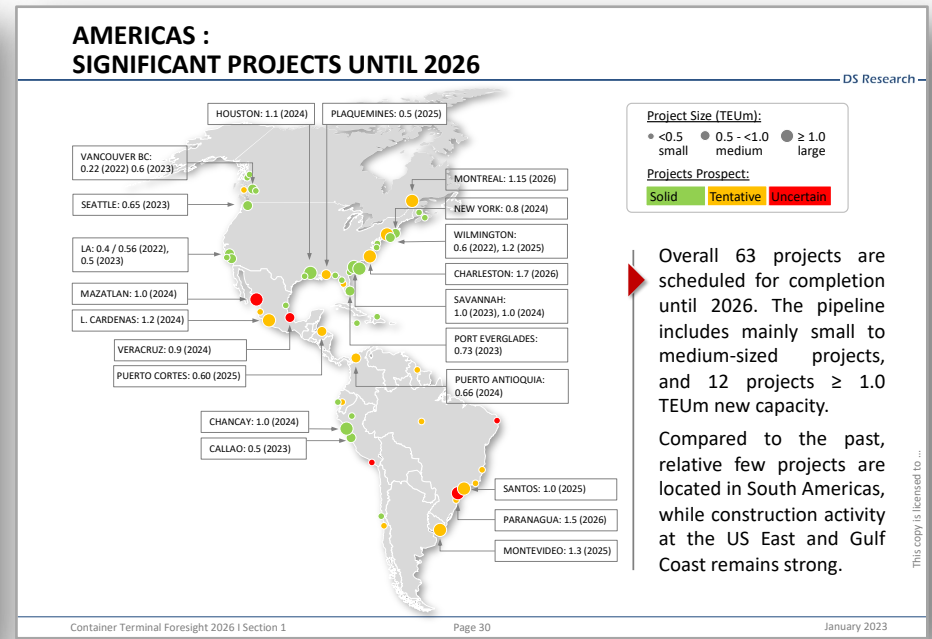 AMERICAS :
SIGNIFICANT PROJECTS UNTIL 2026
DS Research
HOUSTON: 1.1 (2024)
PLAQUEMINES: 0.5 (2025)
VANCOUVER BC:
0.22 (2022) 0.6 (2023)
SEATTLE: 0.65 (2023)
LA: 0.4 / 0.56 (2022),
0.5 (2023)
MAZATLAN: 1.0 (2024)
L. CARDENAS: 1.2 (2024)
VERACRUZ: 0.9 (2024)
PUERTO CORTES: 0.60 (2025)
CHANCAY: 1.0 (2024)
CALLAO: 0.5 (2023)
MONTREAL: 1.15 (2026)
NEW YORK: 0.8 (2024)
WILMINGTON:
0.6 (2022), 1.2 (2025)
CHARLESTON: 1.7 (2026)
SAVANNAH:
1.0 (2023), 1.0 (2024)
PORT EVERGLADES:
0.73 (2023)
PUERTO ANTIOQUIA:
0.66 (2024)
SANTOS: 1.0 (2025)
PARANAGUA: 1.5 (2026)
MONTEVIDEO: 1.3 (2025)
Project Size (TEUm):
<0.5
small
0.5 - <1.0
medium
≥ 1.0
large
Projects Prospect:
Solid
Tentative
Uncertain
Overall 63 projects are
scheduled for completion
until 2026. The pipeline
includes mainly small to
medium-sized projects,
and 12 projects ≥ 1.0
TEUm new capacity.
Compared to the past,
relative few projects are
located in South Americas,
while construction activity
at the US East and Gulf
Coast remains strong.
This copy is licensed to ...
Container Terminal Foresight 2026 I Section 1
Page 30
January 2023